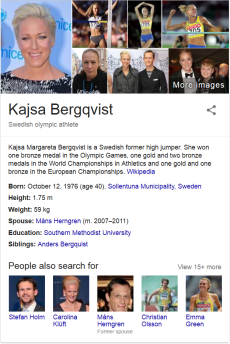 unicef
More images
Kajsa Bergqvist
Swedish olympic athlete
Kajsa Margareta Bergqvist is a Swedish former high jumper. She won
one bronze medal in the Olympic Games, one gold and two bronze
medals in the World Championships in Athletics and one gold and one
bronze in the European Championships. Wikipedia
Born: October 12, 1976 (age 40), Sollentuna Municipality, Sweden
Height: 1.75 m
Weight: 59 kg
Spouse: Måns Herngren (m. 2007–2011)
Education: Southern Methodist University
Siblings: Anders Bergqvist
People also search for
View 15+ more
Stefan Holm
Carolina Klüft
Måns Herngren
Former spouse
Christian Olsson
Emma Green